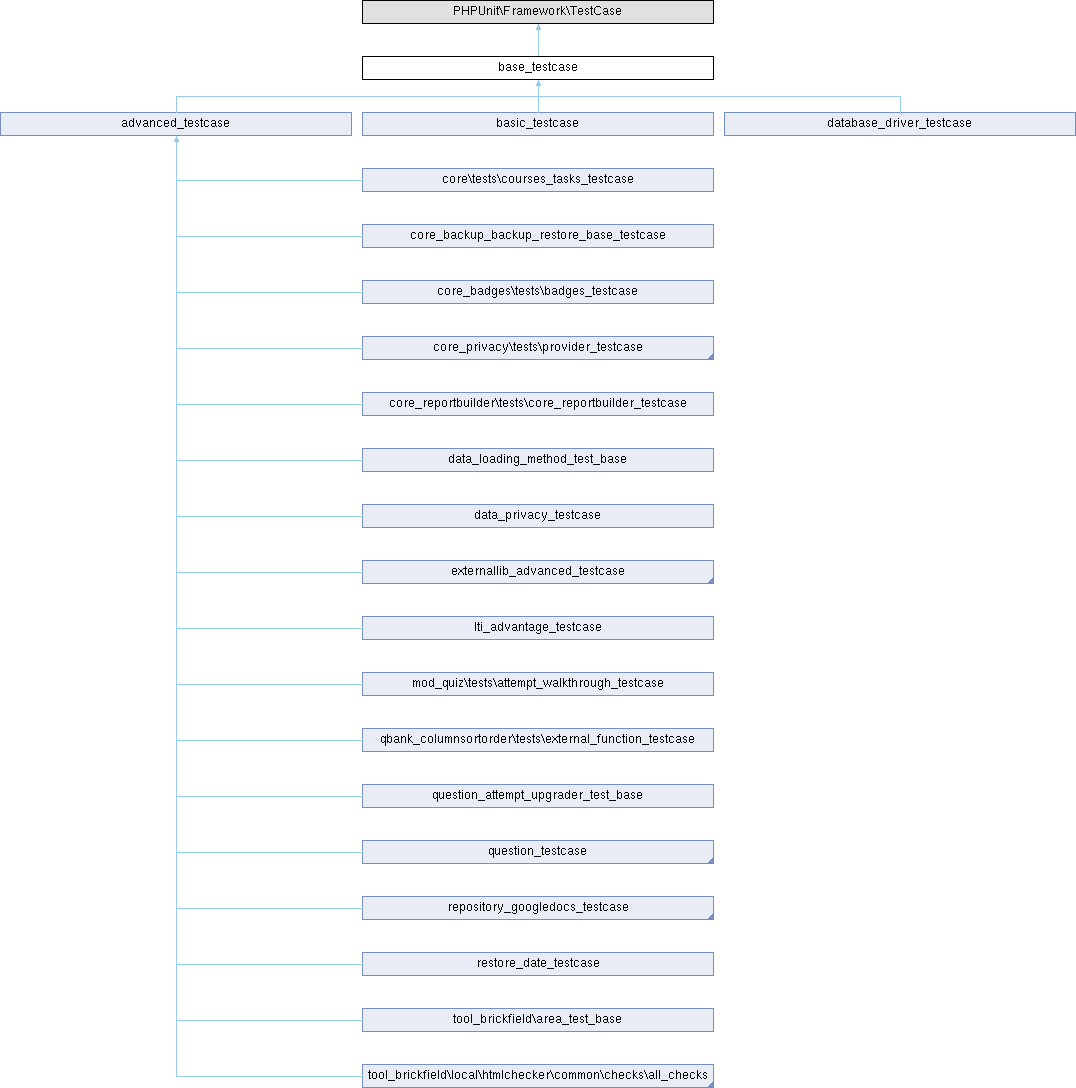 PHPUnit\Framework\TestCase
base_testcase
advanced_testcase
basic_testcase
database_driver_testcase
core\tests\courses_tasks_testcase
core_backup_backup_restore_base_testcase
core_badges\tests\badges_testcase
core_privacy\tests\provider_testcase
core_reportbuilder\tests\core_reportbuilder_testcase
data_loading_method_test_base
data_privacy_testcase
externallib_advanced_testcase
lti_advantage_testcase
mod_quiz\tests\attempt_walkthrough_testcase
qbank_columnsortorder\tests\external_function_testcase
question_attempt_upgrader_test_base
question_testcase
repository_googledocs_testcase
restore_date_testcase
tool_brickfield\area_test_base
tool_brickfield\local\htmlchecker\common\checks\all_checks